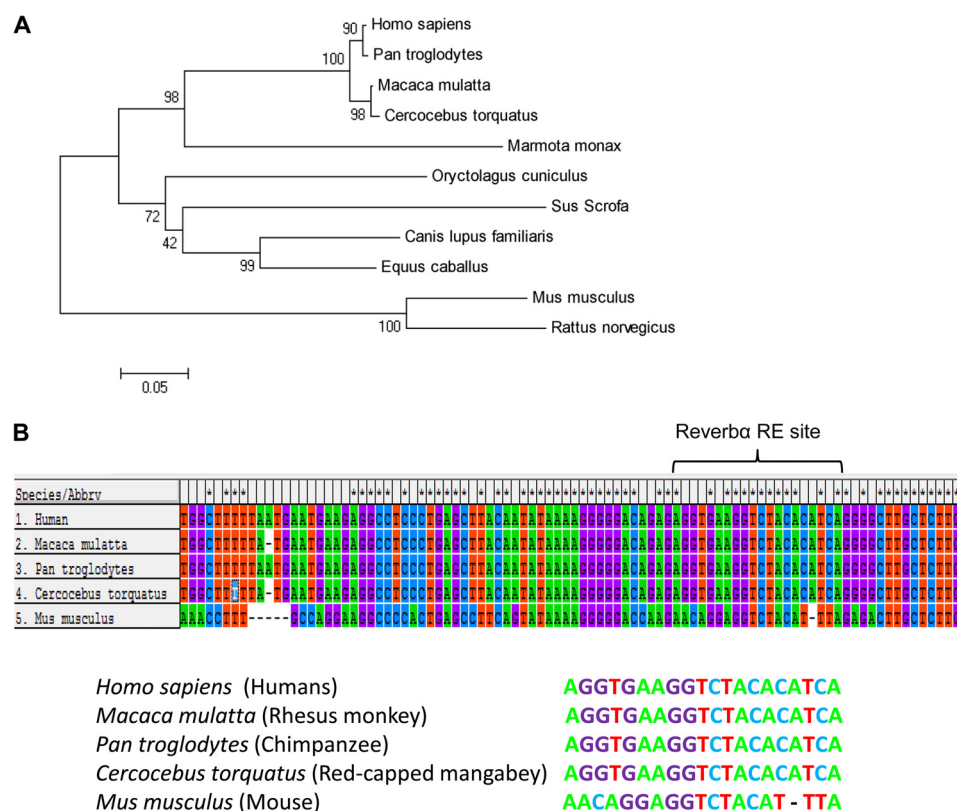 A
Homo sapiens
90
Pan troglodytes
100
Macaca mulatta
98
98
Cercocebus torquatus
Marmota monax
Oryctolagus cuniculus
72
Sus Scrofa
42
Canis lupus familiaris
99
Equus caballus
Mus musculus
100
Rattus norvegicus
0.05
B
Reverbα RE site
Species/Abbrv
1. Human TGGCTTTTTAATGAATGAAGAGGCCTCCCTGAGCTTACAATATAAAAGGGGGACAGAGAGGTGAAGGTCTACACATCAGGGGCTTGCTCTTG
2. Macaca mulatta TGGCTTTTTA-TGAATGAAGAGGCCTCCCTGAGCTTACAATATAAAAGGGGGACAGAGAGGTGAAGGTCTACACATCAGGGGCTTGCTCTTG
3. Pan troglodytes TGGCTTTTTAATGAATGAAGAGGCCTCCCTGAGCTTACAATATAAAAGGGGGACAGAGAGGTGAAGGTCTACACATCAGGGGCTTGCTCTTG
4. Cercocebus torquatus
5. Mus musculus
Homo sapiens (Humans) AGGTGAAGGTCTACACATCA
Macaca mulatta (Rhesus monkey) AGGTGAAGGTCTACACATCA
Pan troglodytes (Chimpanzee) AGGTGAAGGTCTACACATCA
Cercocebus torquatus (Red-capped mangabey) AGGTGAAGGTCTACACATCA
Mus musculus (Mouse) AACAGGAGGTCTACAT-TTA